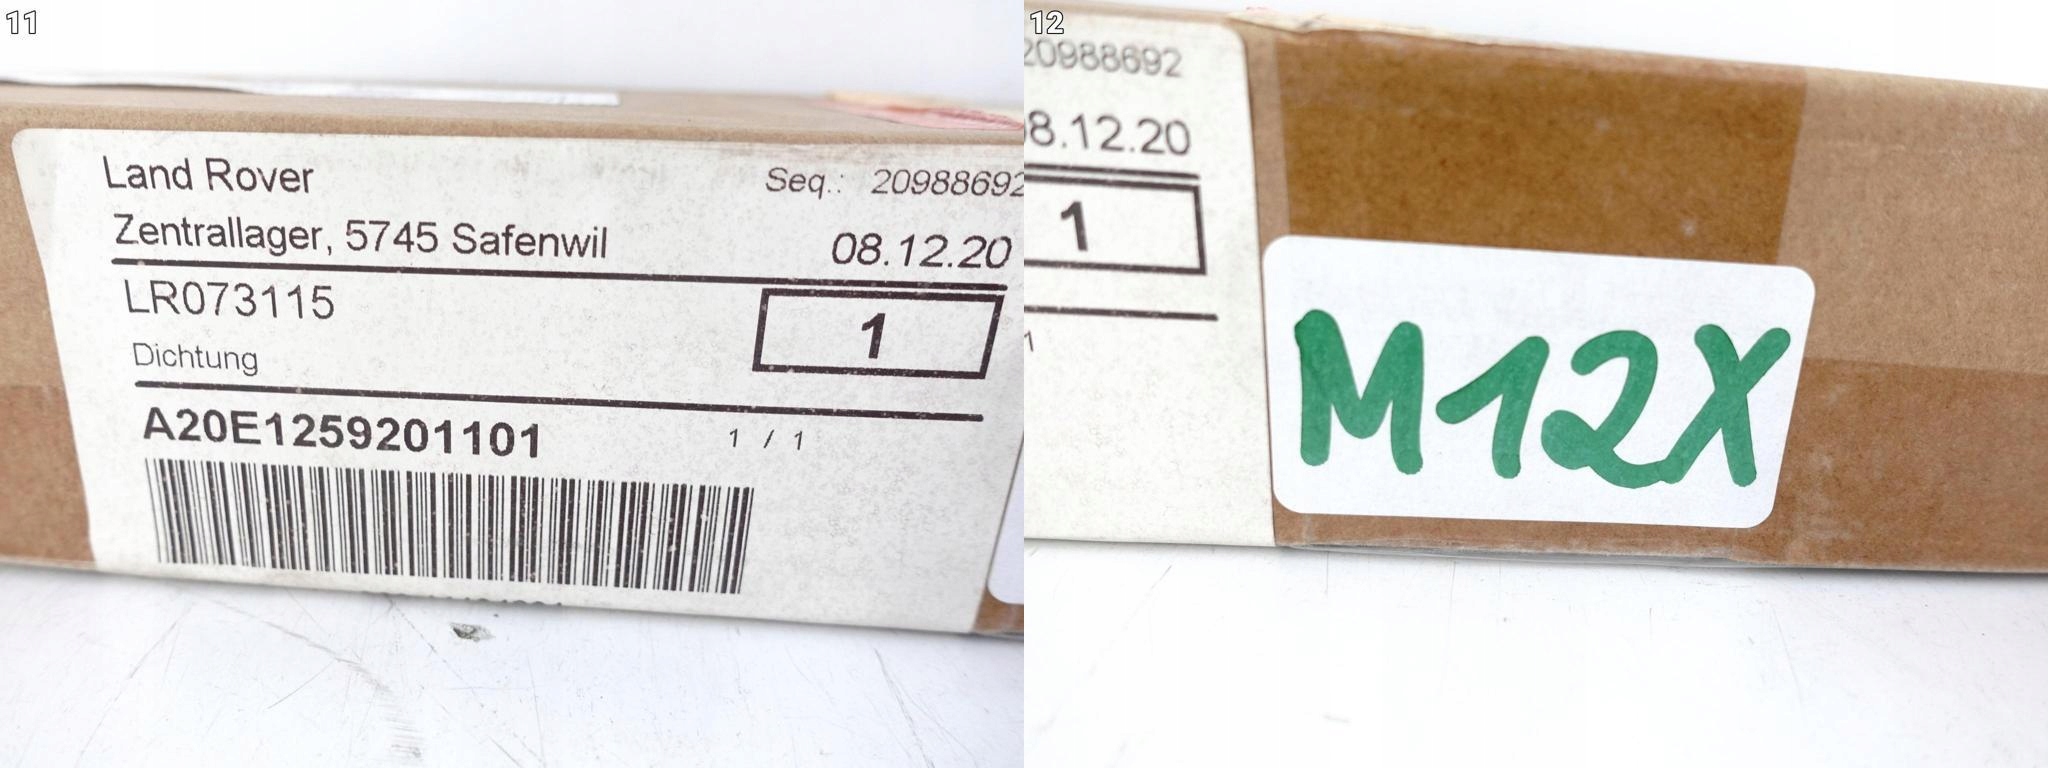 11
Land Rover
Seq.: 20988692
Zentrallager, 5745 Safenwil
08.12.20
LR073115
1
Dichtung
A20E1259201101
1 / 1
12
20988692
08.12.20
1
1
M12X